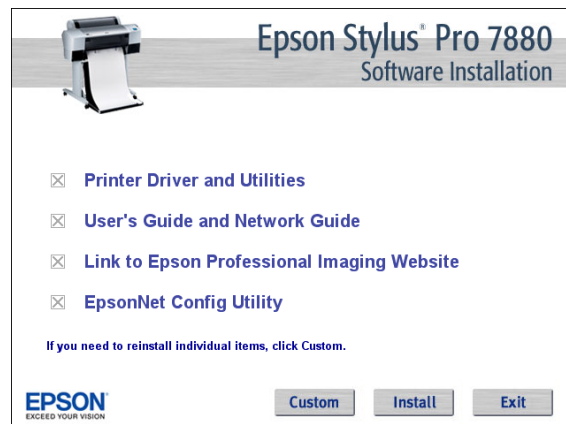 Epson Stylus® Pro 7880
Software Installation
Printer Driver and Utilities
User's Guide and Network Guide
Link to Epson Professional Imaging Website
EpsonNet Config Utility
If you need to reinstall individual items, click Custom.
EPSON®
EXCEED YOUR VISION
Custom Install Exit